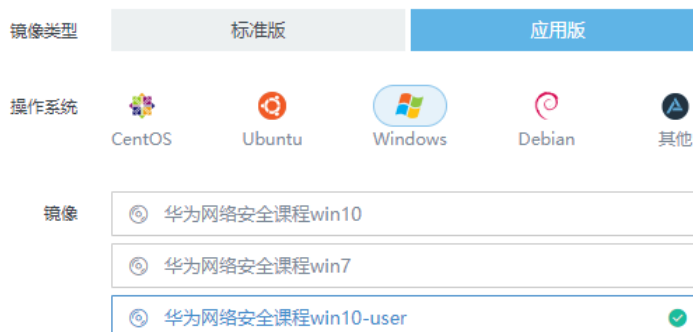 镜像类型 标准版 应用版
操作系统 CentOS Ubuntu Windows Debian 其他
镜像 华为网络安全课程win10
华为网络安全课程win7
华为网络安全课程win10-user